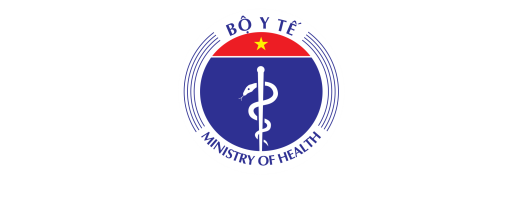 BỘ Y TẾ
MINISTRY OF HEALTH